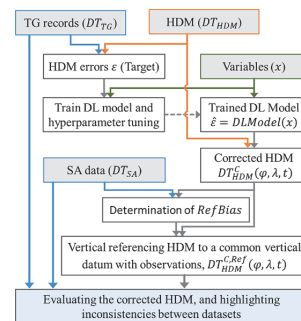 TG records (DT_TG)
HDM (DT_HDM)
HDM errors ε (Target)
Variables (x)
Train DL model and
hyperparameter tuning
Trained DL Model
ε̂ = DLModel(x)
Corrected HDM
DT^C_HDM(φ, λ, t)
SA data (DT_SA)
Determination of RefBias
Vertical referencing HDM to a common vertical
datum with observations, DT^C,Ref_HDM(φ, λ, t)
Evaluating the corrected HDM, and highlighting
inconsistencies between datasets